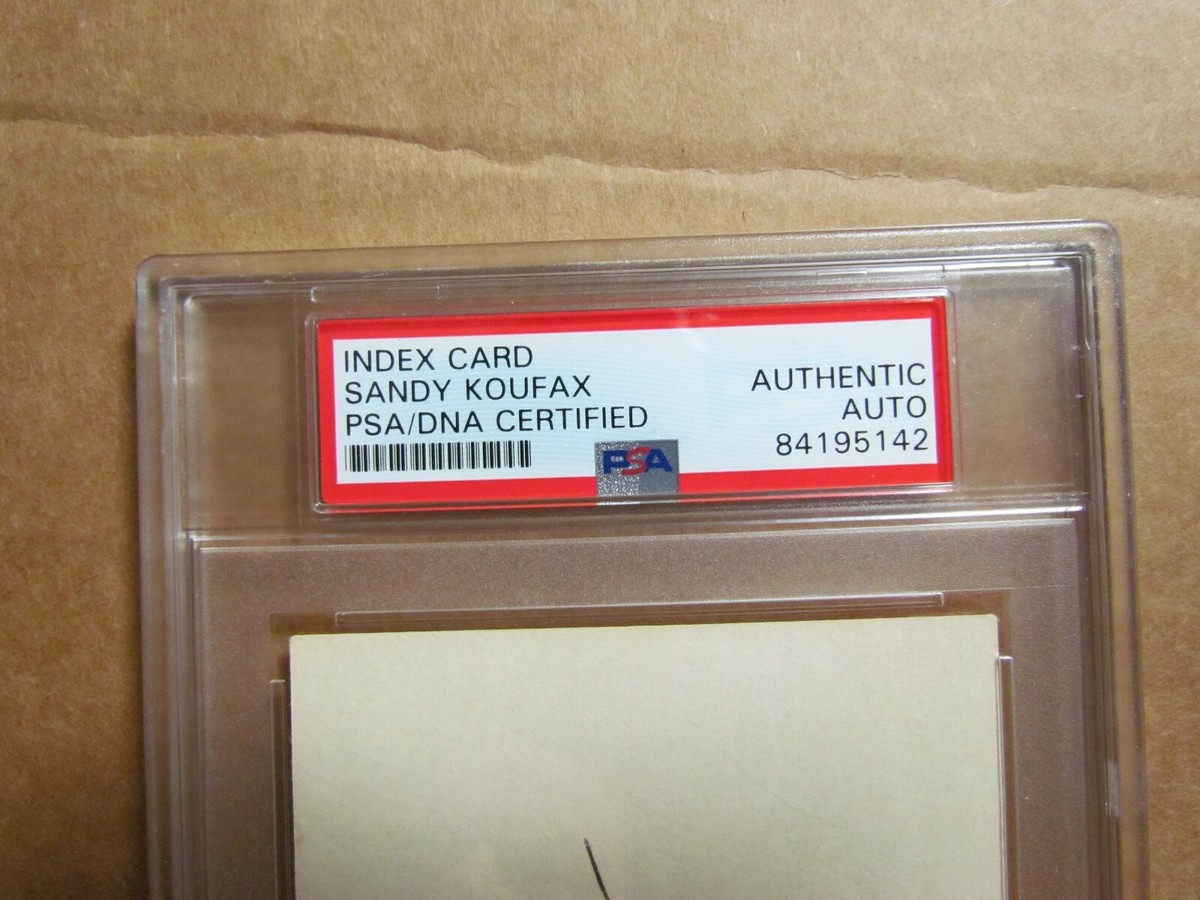 INDEX CARD
SANDY KOUFAX
PSA/DNA CERTIFIED
AUTHENTIC
AUTO
84195142
PSA